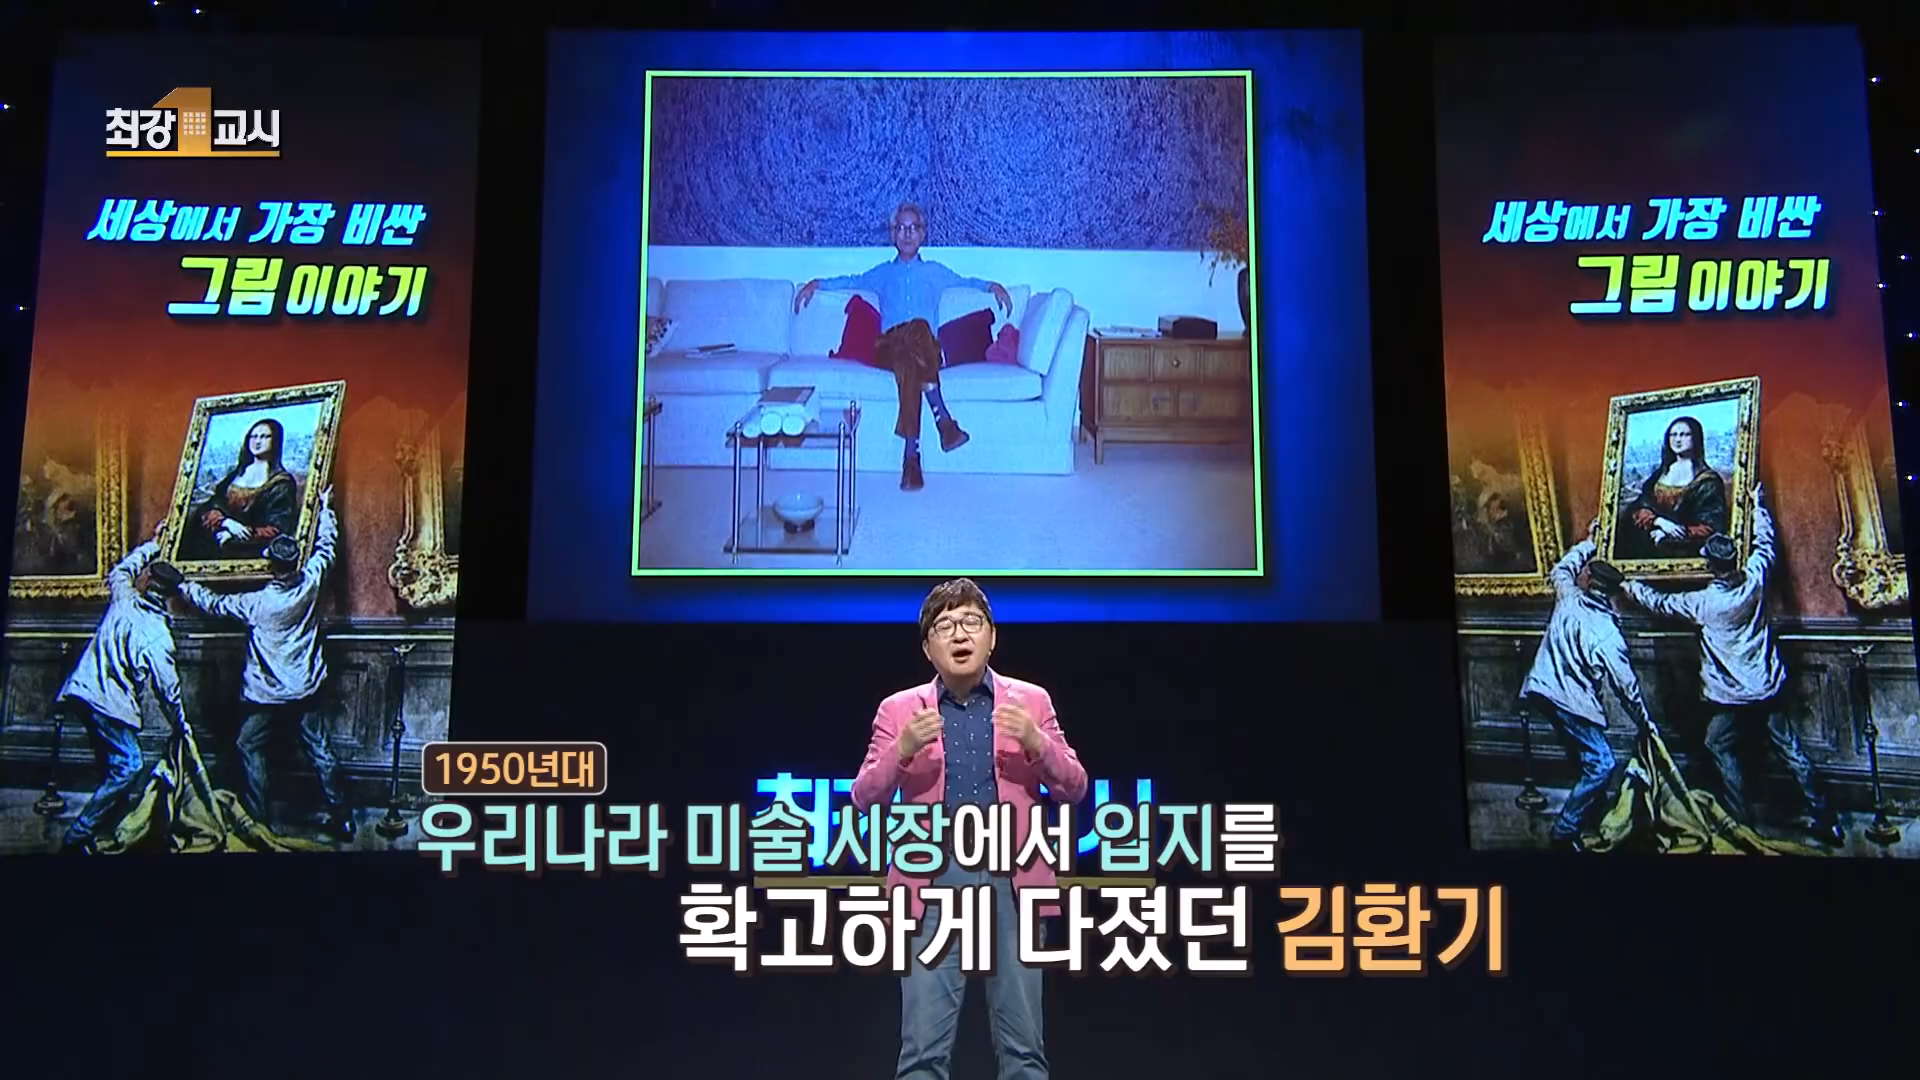 최강1교시
세상에서 가장 비싼
그림 이야기
세상에서 가장 비싼
그림 이야기
1950년대
우리나라 미술 시장에서 입지를
확고하게 다졌던 김환기